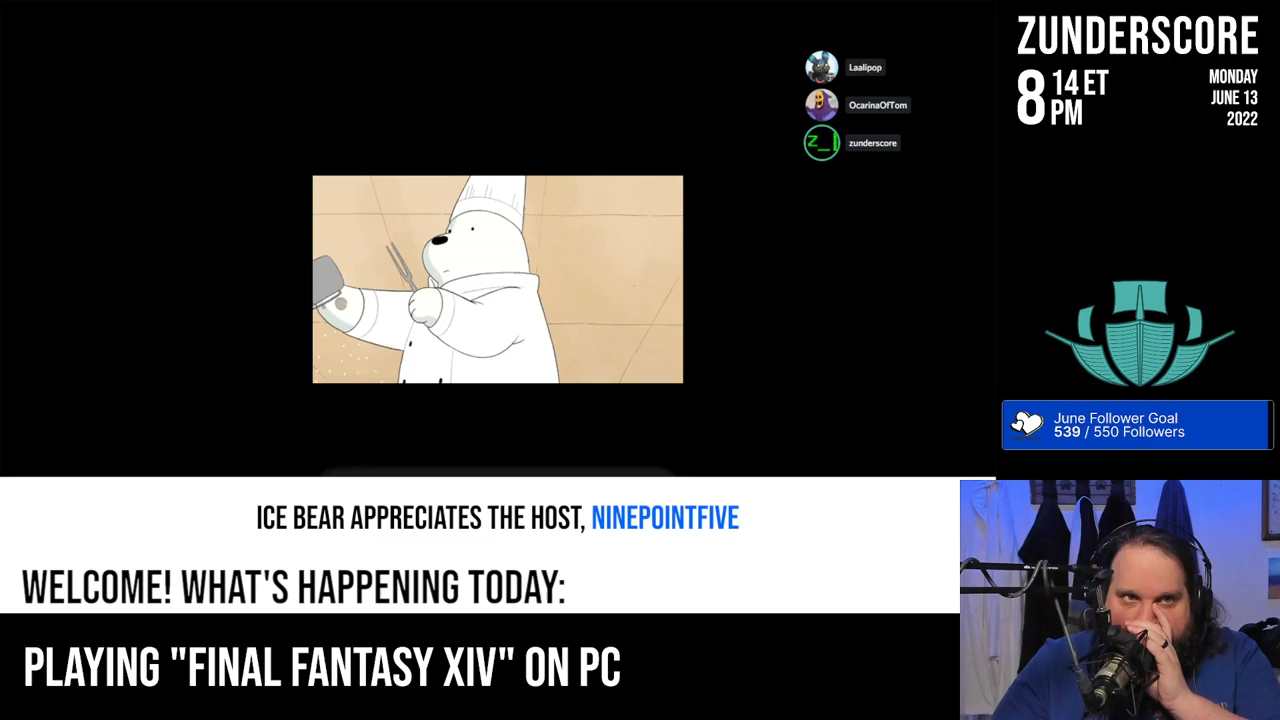 Laalipop
OcarinaOfTom
z_
zunderscore
ICE BEAR APPRECIATES THE HOST, NINEPOINTFIVE
WELCOME! WHAT'S HAPPENING TODAY:
PLAYING "FINAL FANTASY XIV" ON PC
ZUNDERSCORE
8 14 ET
PM
MONDAY
JUNE 13
2022
June Follower Goal
539 / 550 Followers